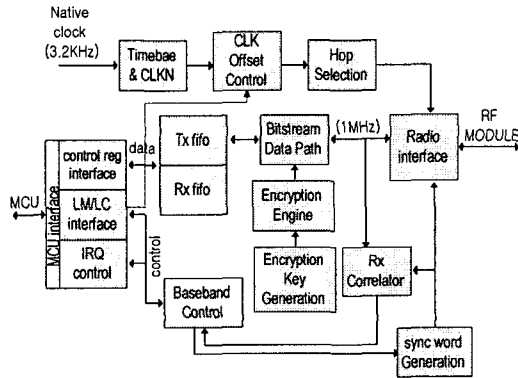 Native
clock
(3.2KHz)
Timebae
& CLKN
CLK
Offset
Control
Hop
Selection
RF
MODULE
MCU
MCU interface
control reg
interface
LM/LC
interface
IRQ
control
data
control
Tx fifo
Rx fifo
Bitstream
Data Path
(1MHz)
Radio
interface
Encryption
Engine
Encryption
Key
Generation
Rx
Correlator
Baseband
Control
sync word
Generation